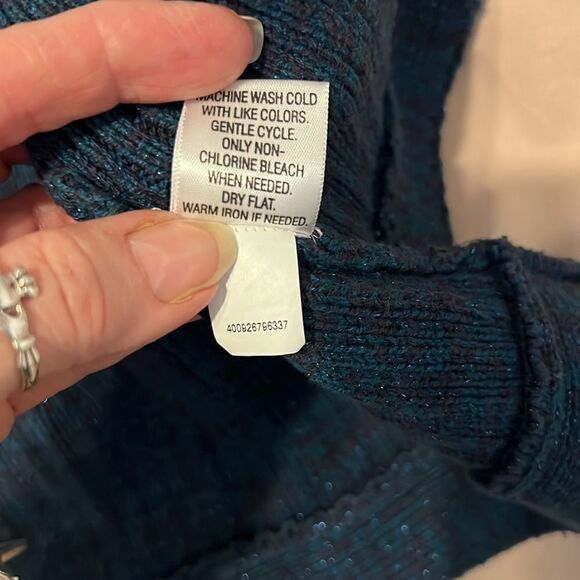 MACHINE WASH COLD
WITH LIKE COLORS.
GENTLE CYCLE.
ONLY NON-
CHLORINE BLEACH
WHEN NEEDED.
DRY FLAT.
WARM IRON IF NEEDED.
400926796337